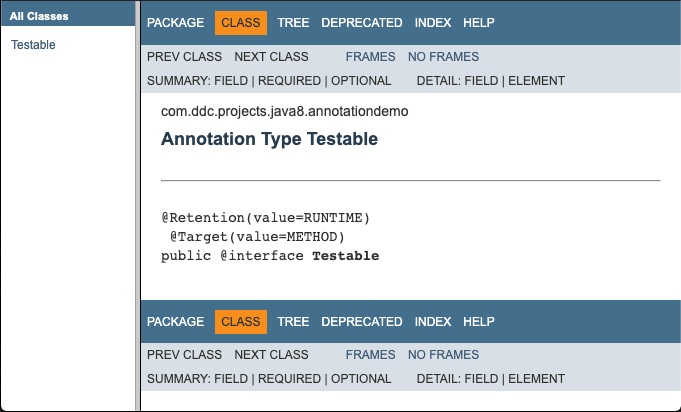 All Classes
Testable
PACKAGE CLASS TREE DEPRECATED INDEX HELP
PREV CLASS NEXT CLASS FRAMES NO FRAMES
SUMMARY: FIELD | REQUIRED | OPTIONAL DETAIL: FIELD | ELEMENT
com.ddc.projects.java8.annotationdemo
Annotation Type Testable
@Retention(value=RUNTIME)
@Target(value=METHOD)
public @interface Testable
PACKAGE CLASS TREE DEPRECATED INDEX HELP
PREV CLASS NEXT CLASS FRAMES NO FRAMES
SUMMARY: FIELD | REQUIRED | OPTIONAL DETAIL: FIELD | ELEMENT